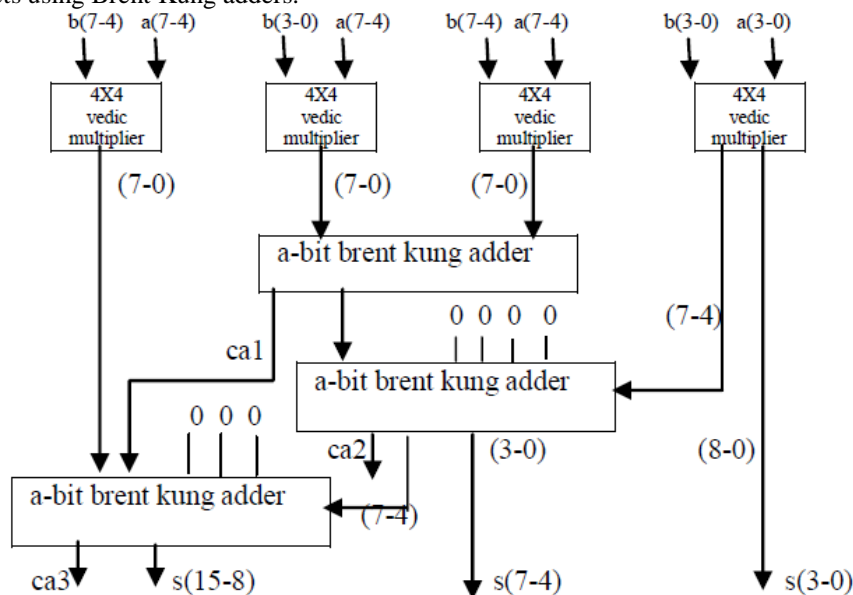 ts using Brent-Kung adders.
b(7-4) a(7-4) b(3-0) a(7-4) b(7-4) a(7-4) b(3-0) a(3-0)
4X4 4X4 4X4 4X4
vedic vedic vedic vedic
multiplier multiplier multiplier multiplier
(7-0) (7-0) (7-0)
a-bit brent kung adder
0 0 0 0 (7-4)
ca1
a-bit brent kung adder
0 0 0
ca2 (3-0) (8-0)
a-bit brent kung adder
(7-4)
ca3 s(15-8) s(7-4) s(3-0)